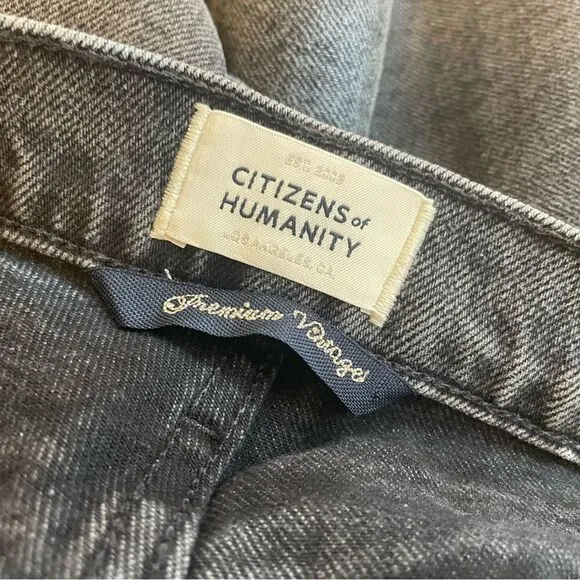 EST. 2003
CITIZENS of
HUMANITY
LOS ANGELES, CA
Premium Vintage